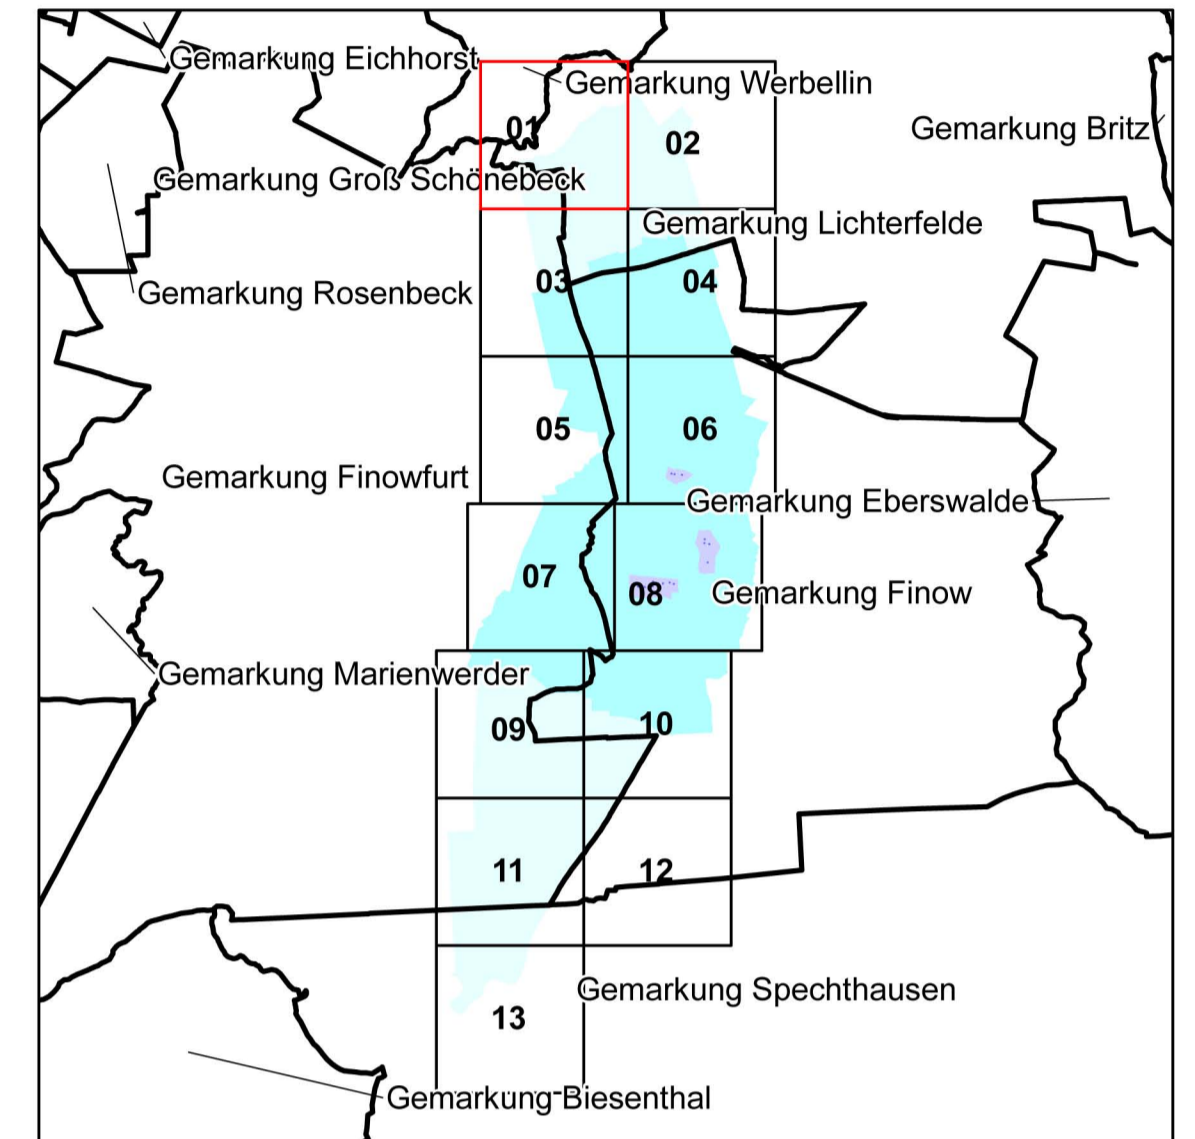 Gemarkung Eichhorst
Gemarkung Werbellin
01
02
Gemarkung Britz
Gemarkung Groß Schönebeck
Gemarkung Lichterfelde
03
04
Gemarkung Rosenbeck
05
06
Gemarkung Finowfurt
Gemarkung Eberswalde
07
08
Gemarkung Finow
Gemarkung Marienwerder
09
10
11
12
Gemarkung Spechthausen
13
Gemarkung Biesenthal